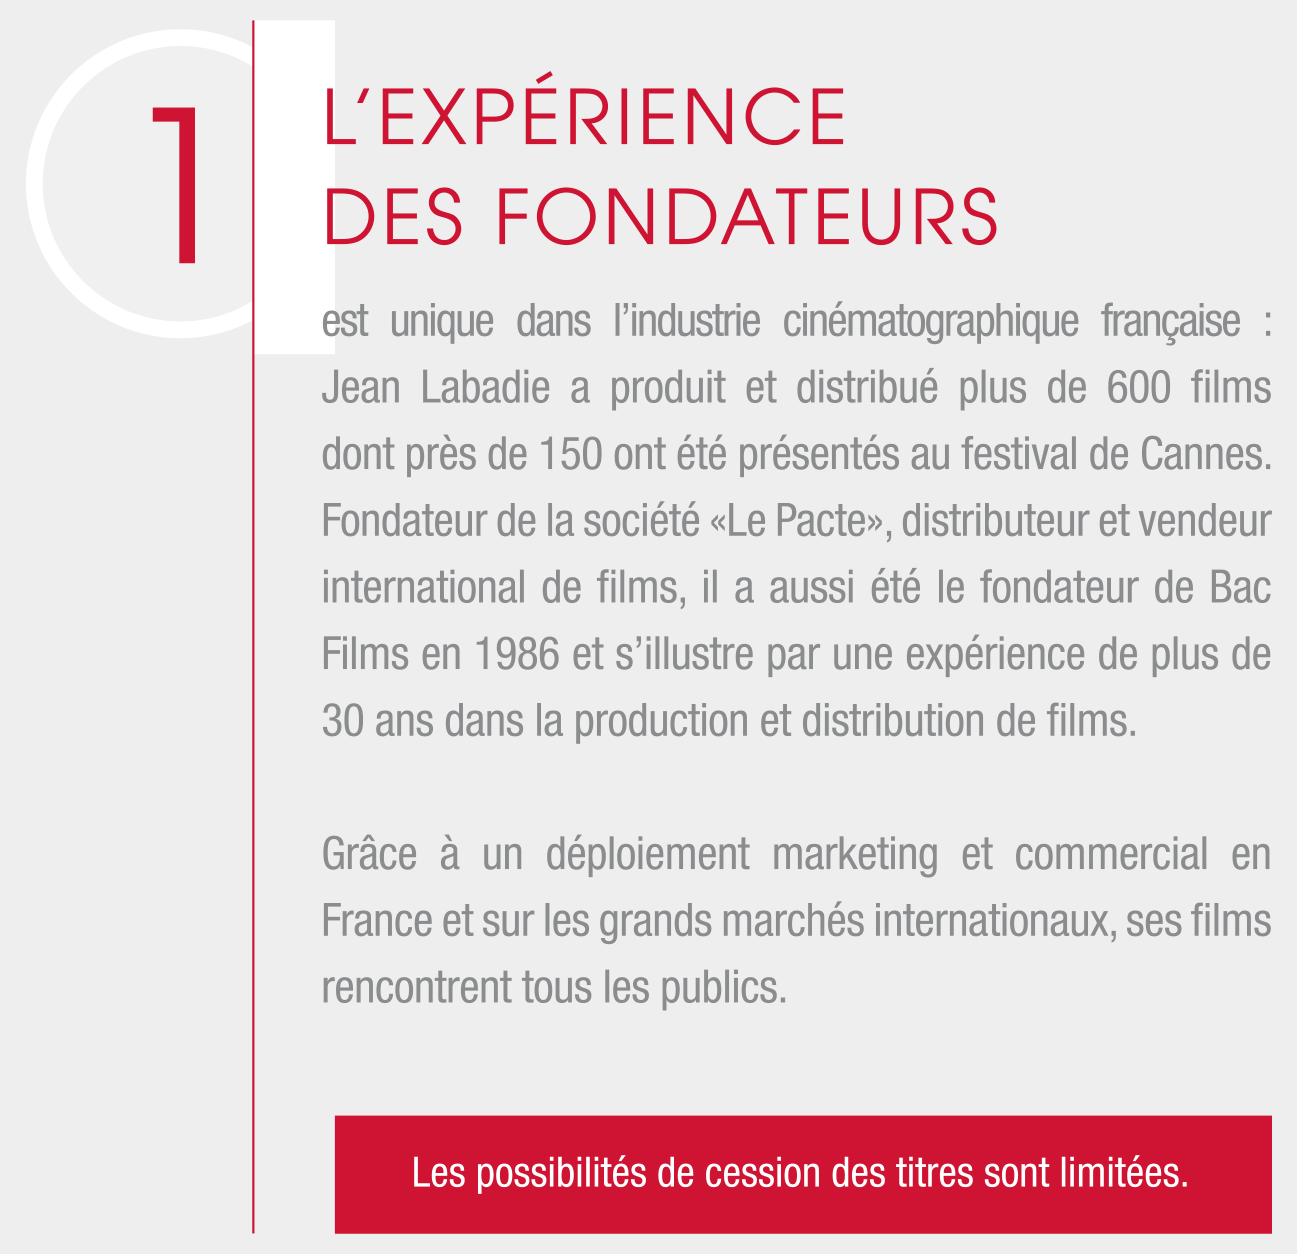 1
L’EXPÉRIENCE
DES FONDATEURS
est unique dans l’industrie cinématographique française :
Jean Labadie a produit et distribué plus de 600 films
dont près de 150 ont été présentés au festival de Cannes.
Fondateur de la société «Le Pacte», distributeur et vendeur
international de films, il a aussi été le fondateur de Bac
Films en 1986 et s’illustre par une expérience de plus de
30 ans dans la production et distribution de films.
Grâce à un déploiement marketing et commercial en
France et sur les grands marchés internationaux, ses films
rencontrent tous les publics.
Les possibilités de cession des titres sont limitées.